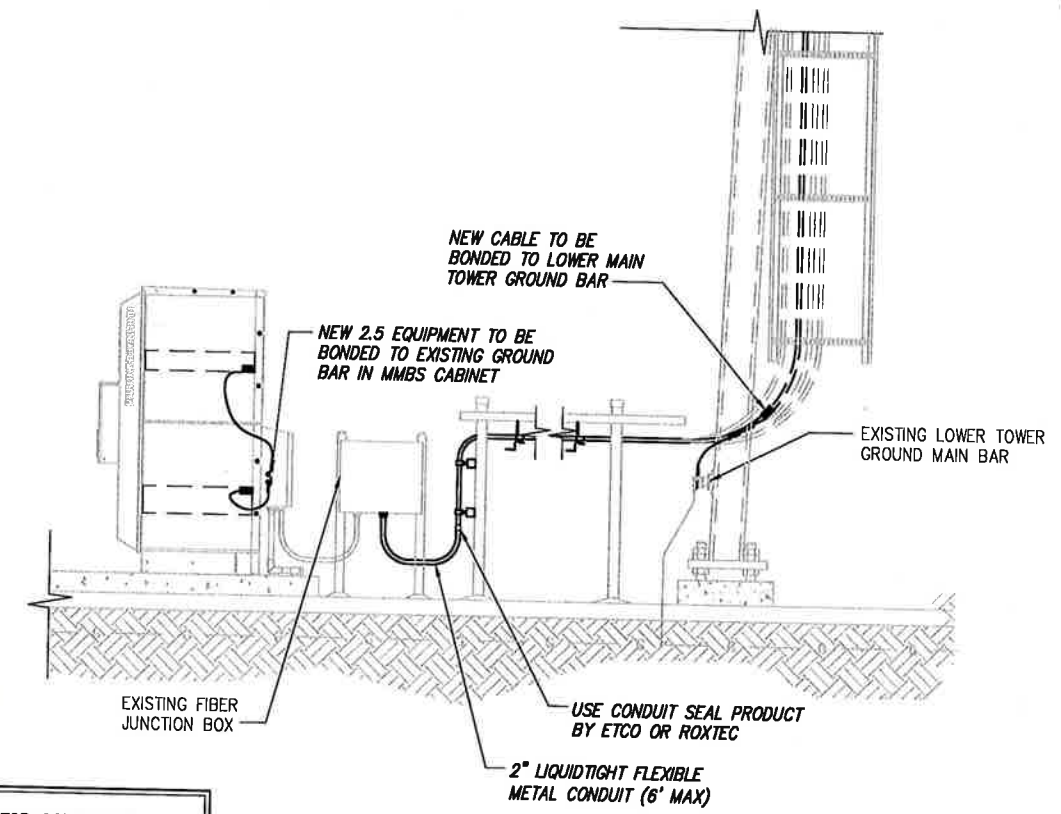 NEW CABLE TO BE
BONDED TO LOWER MAIN
TOWER GROUND BAR
NEW 2.5 EQUIPMENT TO BE
BONDED TO EXISTING GROUND
BAR IN MMBS CABINET
EXISTING LOWER TOWER
GROUND MAIN BAR
EXISTING FIBER
JUNCTION BOX
USE CONDUIT SEAL PRODUCT
BY ETCO OR ROXTEC
2" LIQUIDTIGHT FLEXIBLE
METAL CONDUIT (6' MAX)